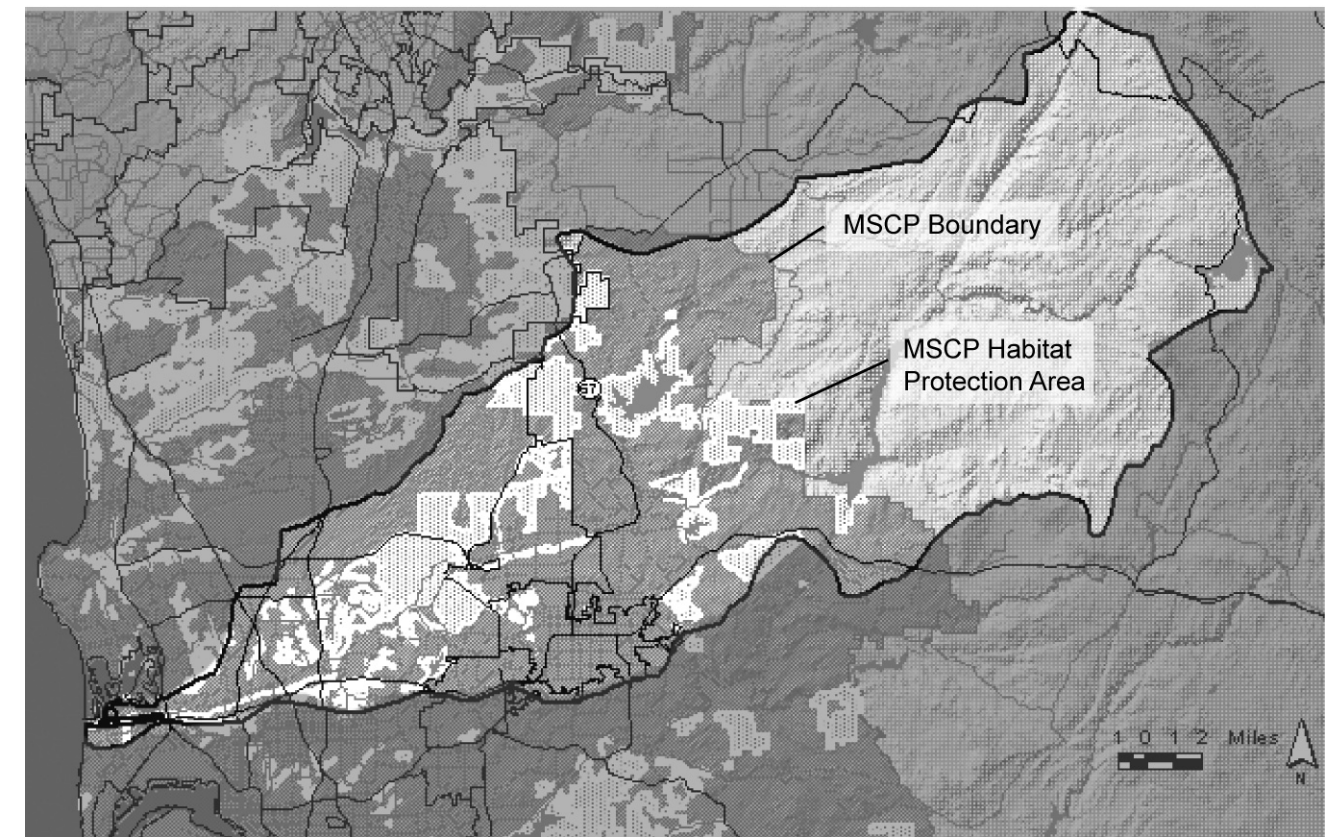 MSCP Boundary
MSCP Habitat
Protection Area
67
1 0 1 2 Miles
N